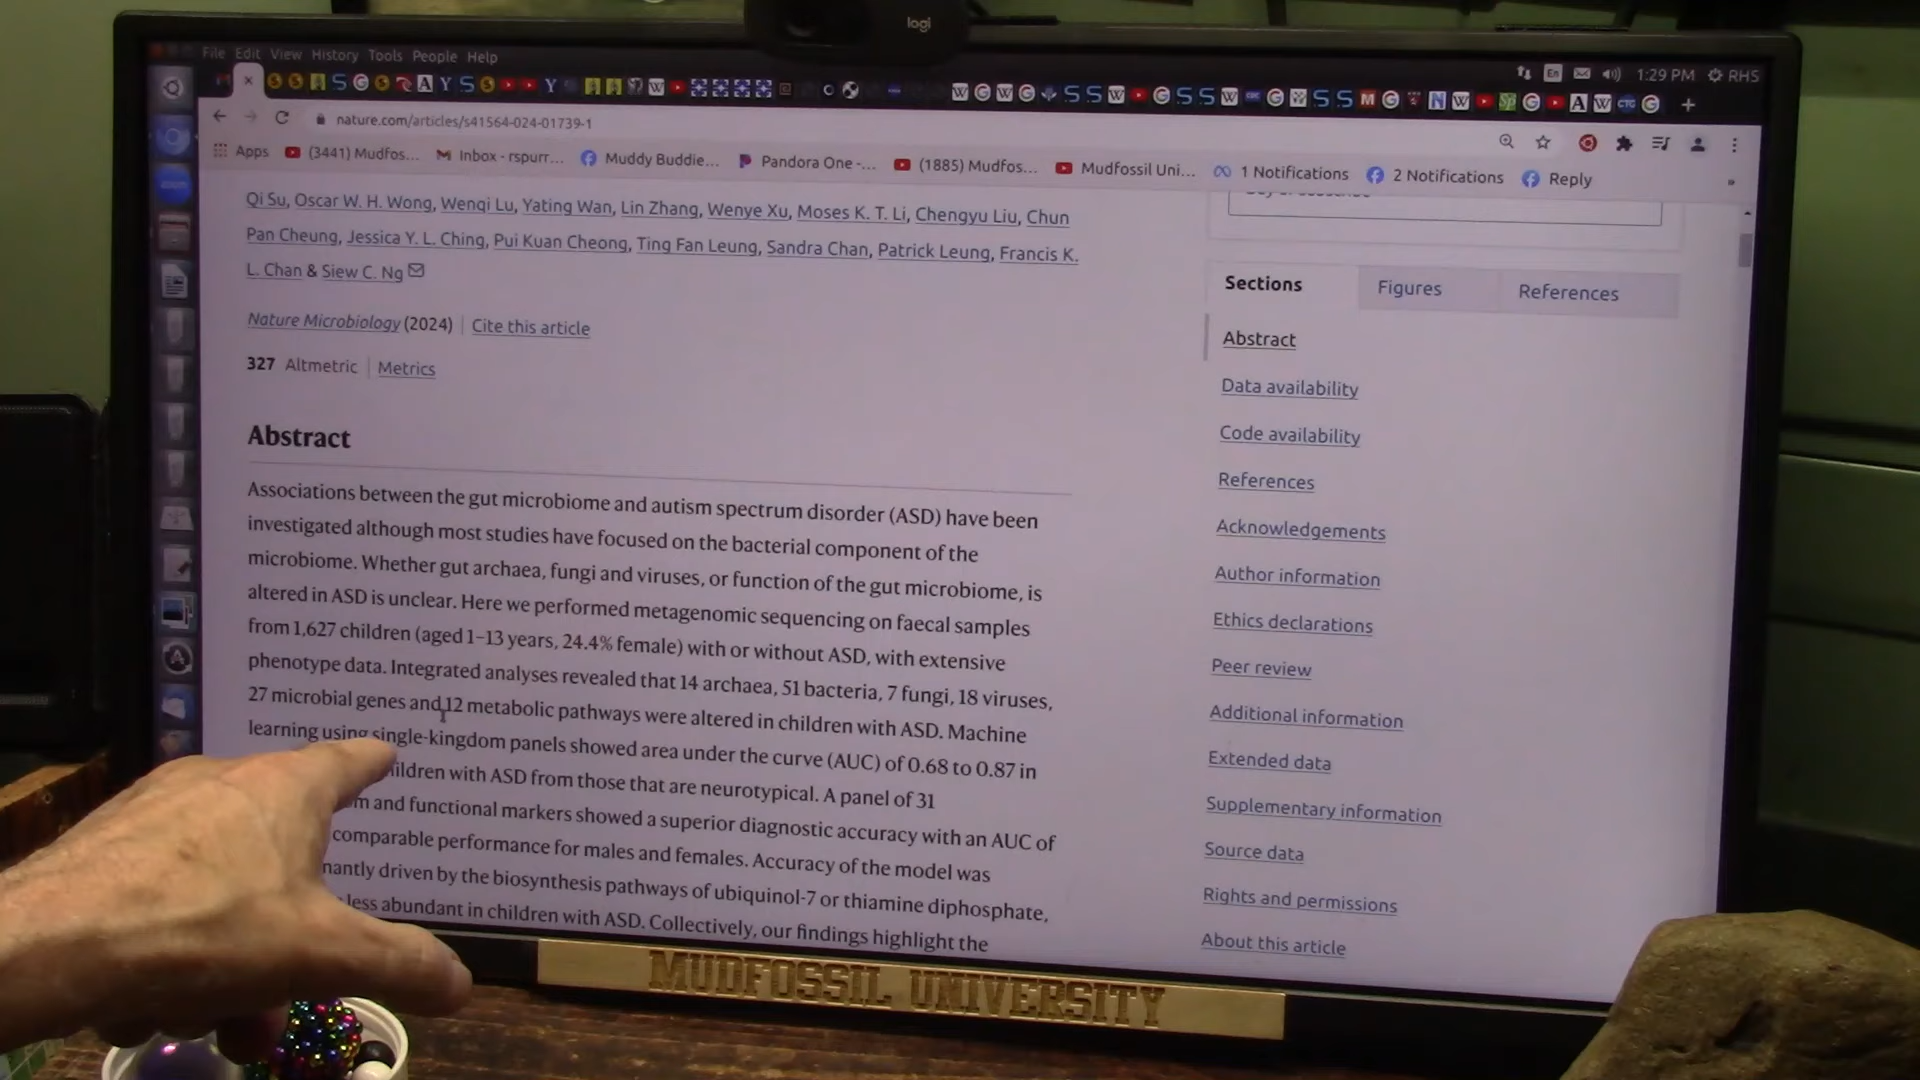 logi
File Edit View History Tools People Help
En 1:29 PM RHS
nature.com/articles/s41564-024-01739-1
Apps (3441) Mudfos... Inbox - rspurr... Muddy Buddie... Pandora One -... (1885) Mudfos... Mudfossil Uni... 1 Notifications 2 Notifications Reply
zoom
Qi Su, Oscar W. H. Wong, Wenqi Lu, Yating Wan, Lin Zhang, Wenye Xu, Moses K. T. Li, Chengyu Liu, Chun
Pan Cheung, Jessica Y. L. Ching, Pui Kuan Cheong, Ting Fan Leung, Sandra Chan, Patrick Leung, Francis K.
L. Chan & Siew C. Ng
Nature Microbiology (2024) | Cite this article
327 Altmetric | Metrics
Abstract
Associations between the gut microbiome and autism spectrum disorder (ASD) have been
investigated although most studies have focused on the bacterial component of the
microbiome. Whether gut archaea, fungi and viruses, or function of the gut microbiome, is
altered in ASD is unclear. Here we performed metagenomic sequencing on faecal samples
from 1,627 children (aged 1–13 years, 24.4% female) with or without ASD, with extensive
phenotype data. Integrated analyses revealed that 14 archaea, 51 bacteria, 7 fungi, 18 viruses,
27 microbial genes and 12 metabolic pathways were altered in children with ASD. Machine
learning using single-kingdom panels showed area under the curve (AUC) of 0.68 to 0.87 in
ildren with ASD from those that are neurotypical. A panel of 31
m and functional markers showed a superior diagnostic accuracy with an AUC of
comparable performance for males and females. Accuracy of the model was
nantly driven by the biosynthesis pathways of ubiquinol-7 or thiamine diphosphate,
less abundant in children with ASD. Collectively, our findings highlight the
Sections Figures References
Abstract
Data availability
Code availability
References
Acknowledgements
Author information
Ethics declarations
Peer review
Additional information
Extended data
Supplementary information
Source data
Rights and permissions
About this article
MUDFOSSIL UNIVERSITY